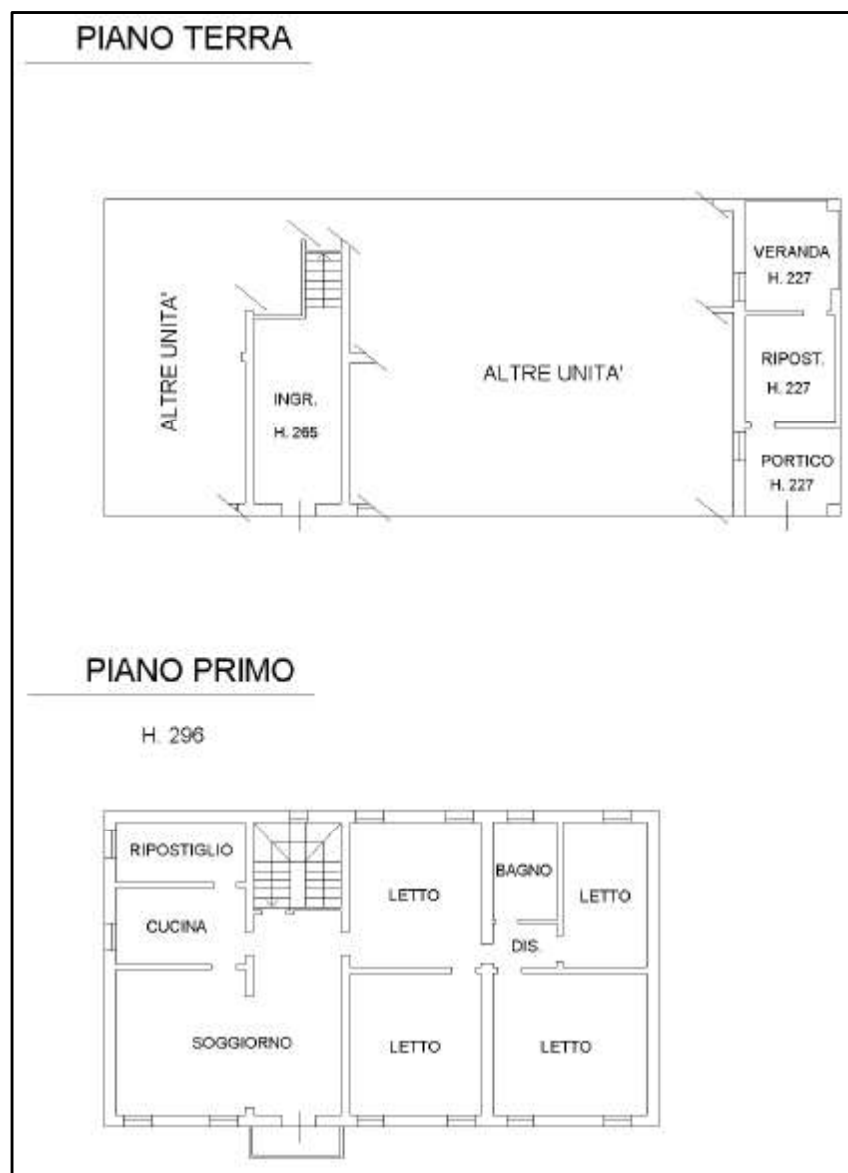 PIANO TERRA
VERANDA
H. 227
ALTRE UNITA'
RIPOST.
H. 227
ALTRE UNITA'
INGR.
H. 265
PORTICO
H. 227
PIANO PRIMO
H. 296
RIPOSTIGLIO
BAGNO
LETTO
LETTO
CUCINA
DIS.
SOGGIORNO
LETTO
LETTO